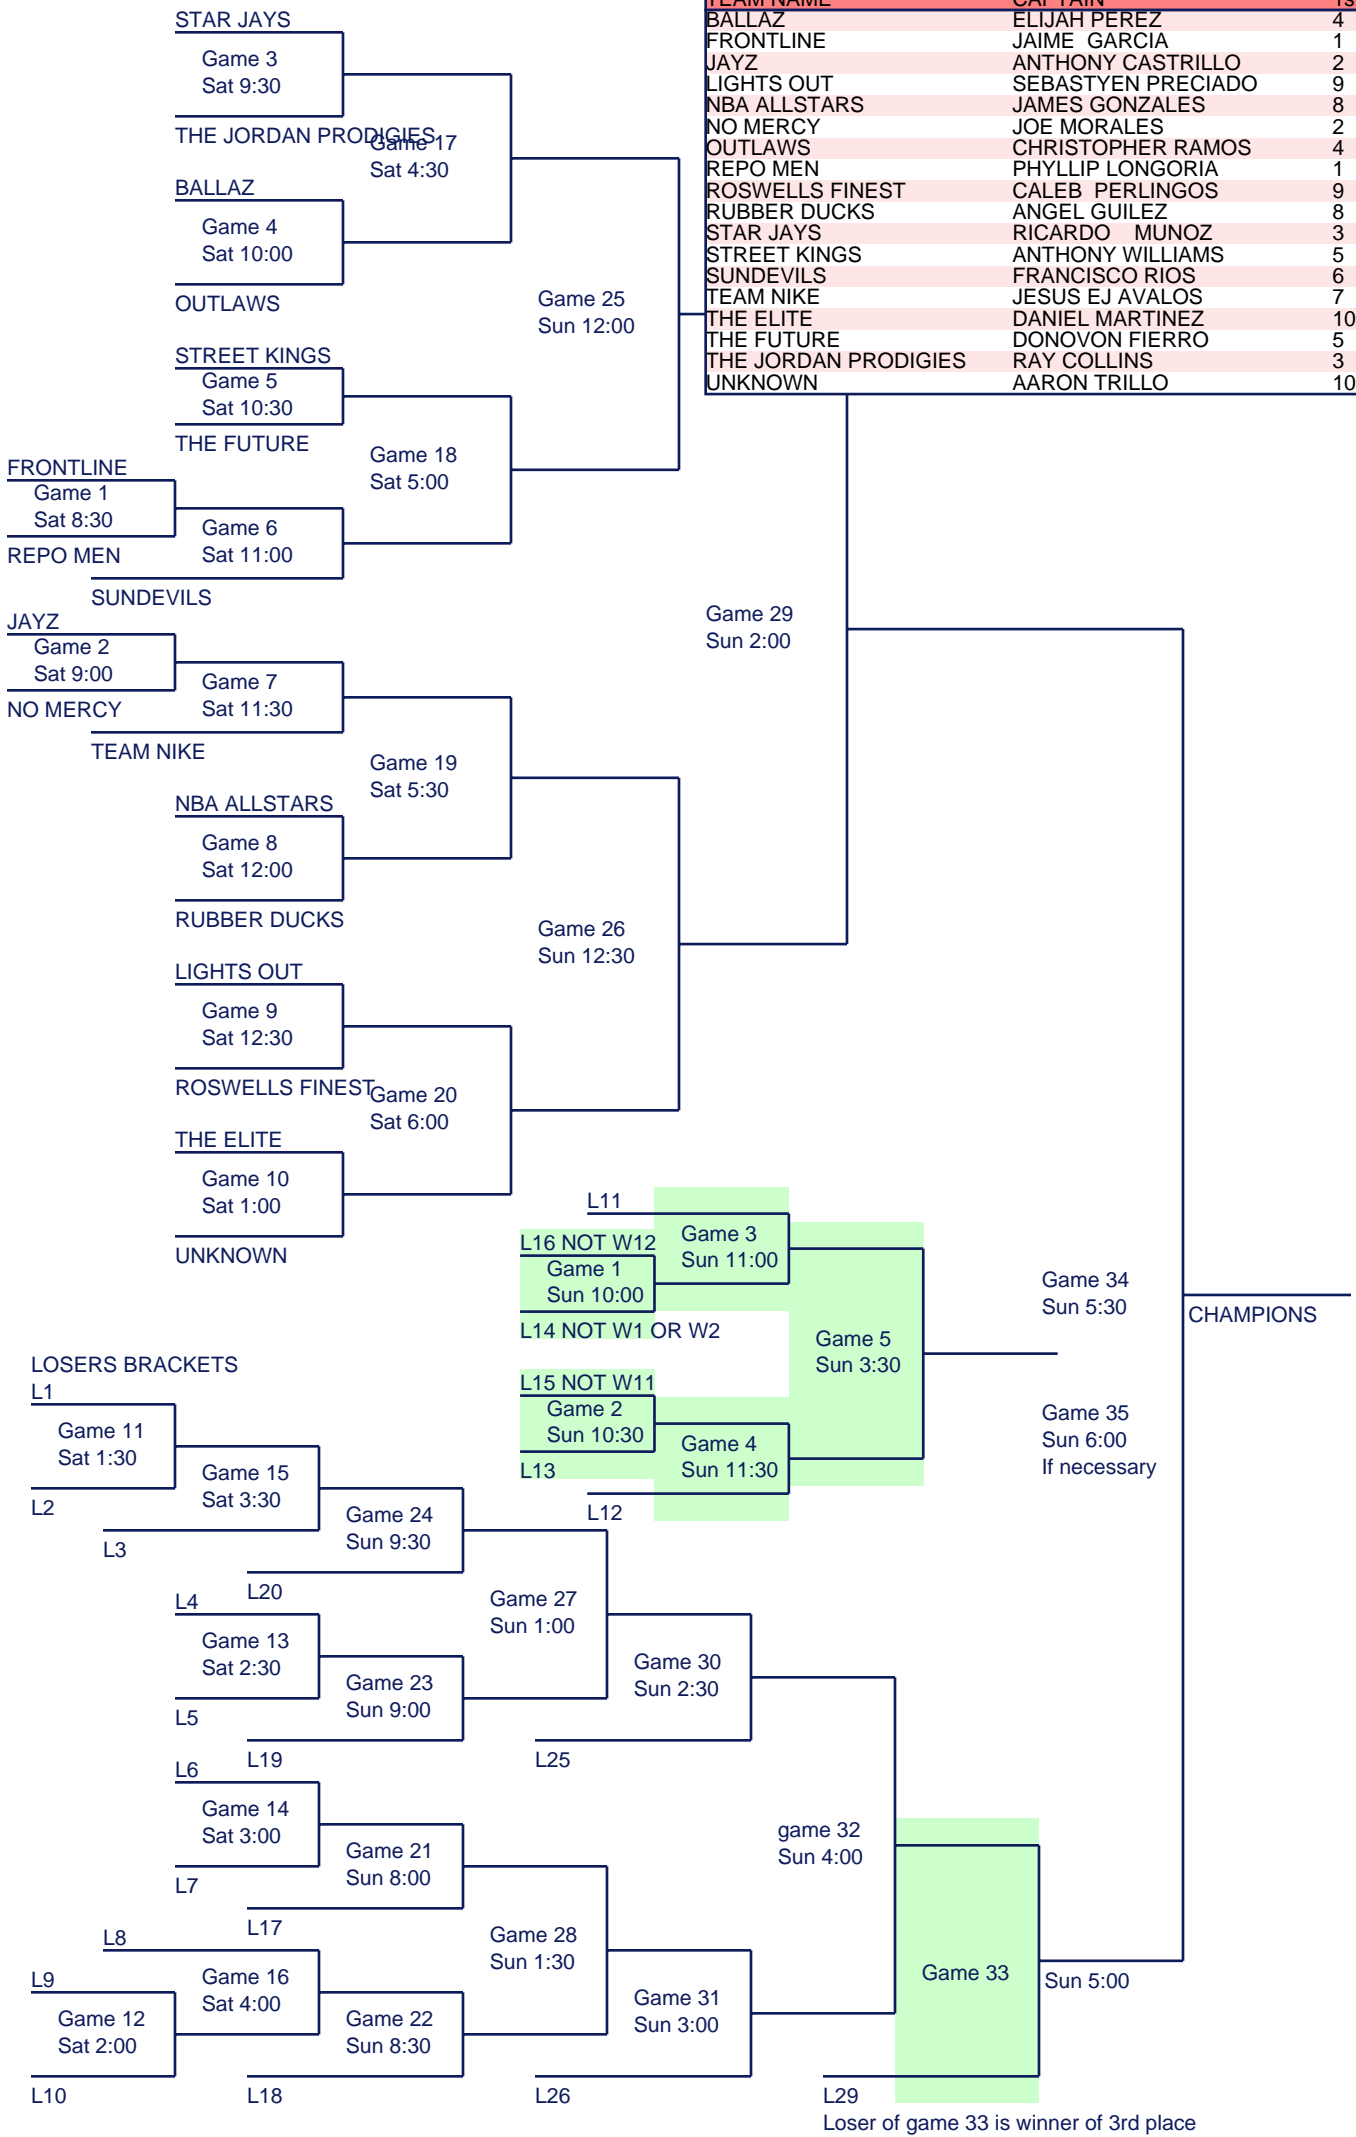 TEAM NAME CAPTAIN 1s
BALLAZ ELIJAH PEREZ 4
FRONTLINE JAIME GARCIA 1
JAYZ ANTHONY CASTRILLO 2
LIGHTS OUT SEBASTYEN PRECIADO 9
NBA ALLSTARS JAMES GONZALES 8
NO MERCY JOE MORALES 2
OUTLAWS CHRISTOPHER RAMOS 4
REPO MEN PHYLLIP LONGORIA 1
ROSWELLS FINEST CALEB PERLINGOS 9
RUBBER DUCKS ANGEL GUILEZ 8
STAR JAYS RICARDO MUNOZ 3
STREET KINGS ANTHONY WILLIAMS 5
SUNDEVILS FRANCISCO RIOS 6
TEAM NIKE JESUS EJ AVALOS 7
THE ELITE DANIEL MARTINEZ 10
THE FUTURE DONOVON FIERRO 5
THE JORDAN PRODIGIES RAY COLLINS 3
UNKNOWN AARON TRILLO 10
STAR JAYS
Game 3
Sat 9:30
THE JORDAN PRODIGIES
Game 17
Sat 4:30
BALLAZ
Game 4
Sat 10:00
OUTLAWS
Game 25
Sun 12:00
STREET KINGS
Game 5
Sat 10:30
THE FUTURE
Game 18
Sat 5:00
FRONTLINE
Game 1
Sat 8:30
REPO MEN
Game 6
Sat 11:00
SUNDEVILS
Game 29
Sun 2:00
JAYZ
Game 2
Sat 9:00
NO MERCY
Game 7
Sat 11:30
TEAM NIKE
Game 19
Sat 5:30
NBA ALLSTARS
Game 8
Sat 12:00
RUBBER DUCKS
Game 26
Sun 12:30
LIGHTS OUT
Game 9
Sat 12:30
ROSWELLS FINEST
Game 20
Sat 6:00
THE ELITE
Game 10
Sat 1:00
UNKNOWN
L11
Game 3
Sun 11:00
L16 NOT W12
Game 1
Sun 10:00
L14 NOT W1 OR W2
Game 5
Sun 3:30
L15 NOT W11
Game 2
Sun 10:30
L13
Game 4
Sun 11:30
L12
Game 34
Sun 5:30
CHAMPIONS
Game 35
Sun 6:00
If necessary
LOSERS BRACKETS
L1
Game 11
Sat 1:30
L2
Game 15
Sat 3:30
L3
Game 24
Sun 9:30
L20
Game 27
Sun 1:00
L4
Game 13
Sat 2:30
L5
Game 23
Sun 9:00
L19
Game 30
Sun 2:30
L25
L6
Game 14
Sat 3:00
L7
Game 21
Sun 8:00
L17
game 32
Sun 4:00
Game 28
Sun 1:30
L8
L9
Game 16
Sat 4:00
Game 12
Sat 2:00
L10
Game 22
Sun 8:30
L18
Game 31
Sun 3:00
L26
Game 33
Sun 5:00
L29
Loser of game 33 is winner of 3rd place